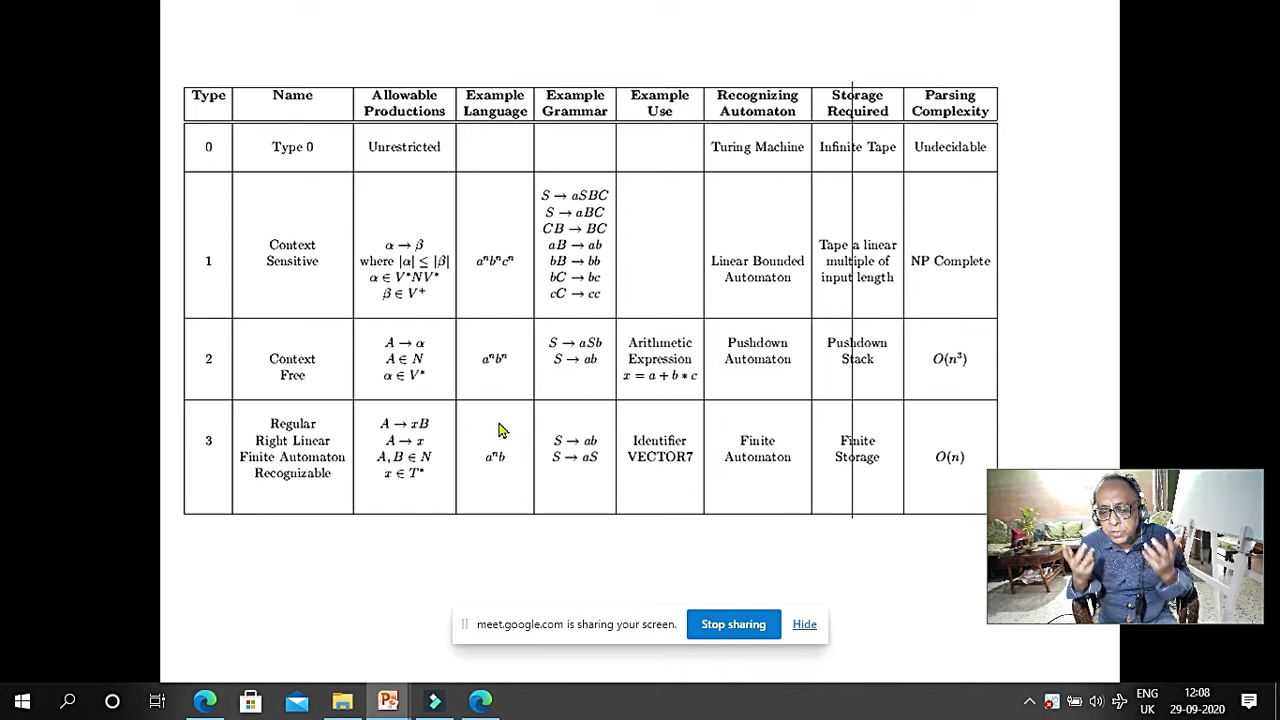 Type Name Allowable Productions Example Language Example Grammar Example Use Recognizing Automaton Storage Required Parsing Complexity
0 Type 0 Unrestricted Turing Machine Infinite Tape Undecidable
1
Context
Sensitive
α → β
where |α| ≤ |β|
α ∈ V*NV*
β ∈ V⁺
aⁿbⁿcⁿ
S → aSBC
S → aBC
CB → BC
aB → ab
bB → bb
bC → bc
cC → cc
Linear Bounded
Automaton
Tape a linear
multiple of
input length
NP Complete
2
Context
Free
A → α
A ∈ N
α ∈ V*
aⁿbⁿ
S → aSb
S → ab
Arithmetic
Expression
x = a + b * c
Pushdown
Automaton
Pushdown
Stack
O(n³)
3
Regular
Right Linear
Finite Automaton
Recognizable
A → xB
A → x
A, B ∈ N
x ∈ T*
aⁿb
S → ab
S → aS
Identifier
VECTOR7
Finite
Automaton
Finite
Storage
O(n)
meet.google.com is sharing your screen. Stop sharing Hide
ENG
UK
12:08
29-09-2020